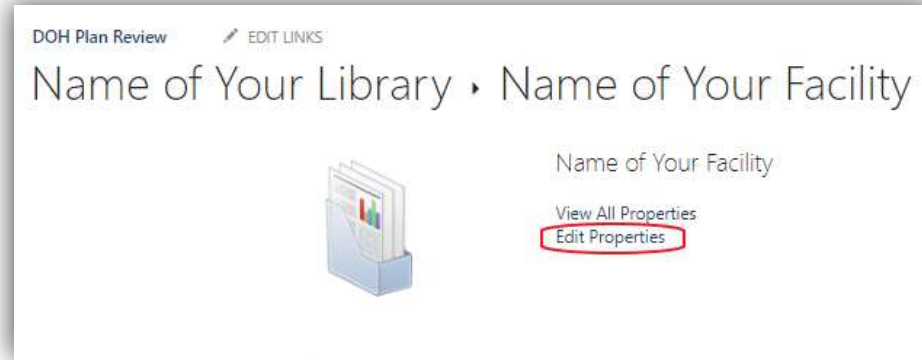 DOH Plan Review EDIT LINKS
Name of Your Library ▸ Name of Your Facility
Name of Your Facility
View All Properties
Edit Properties